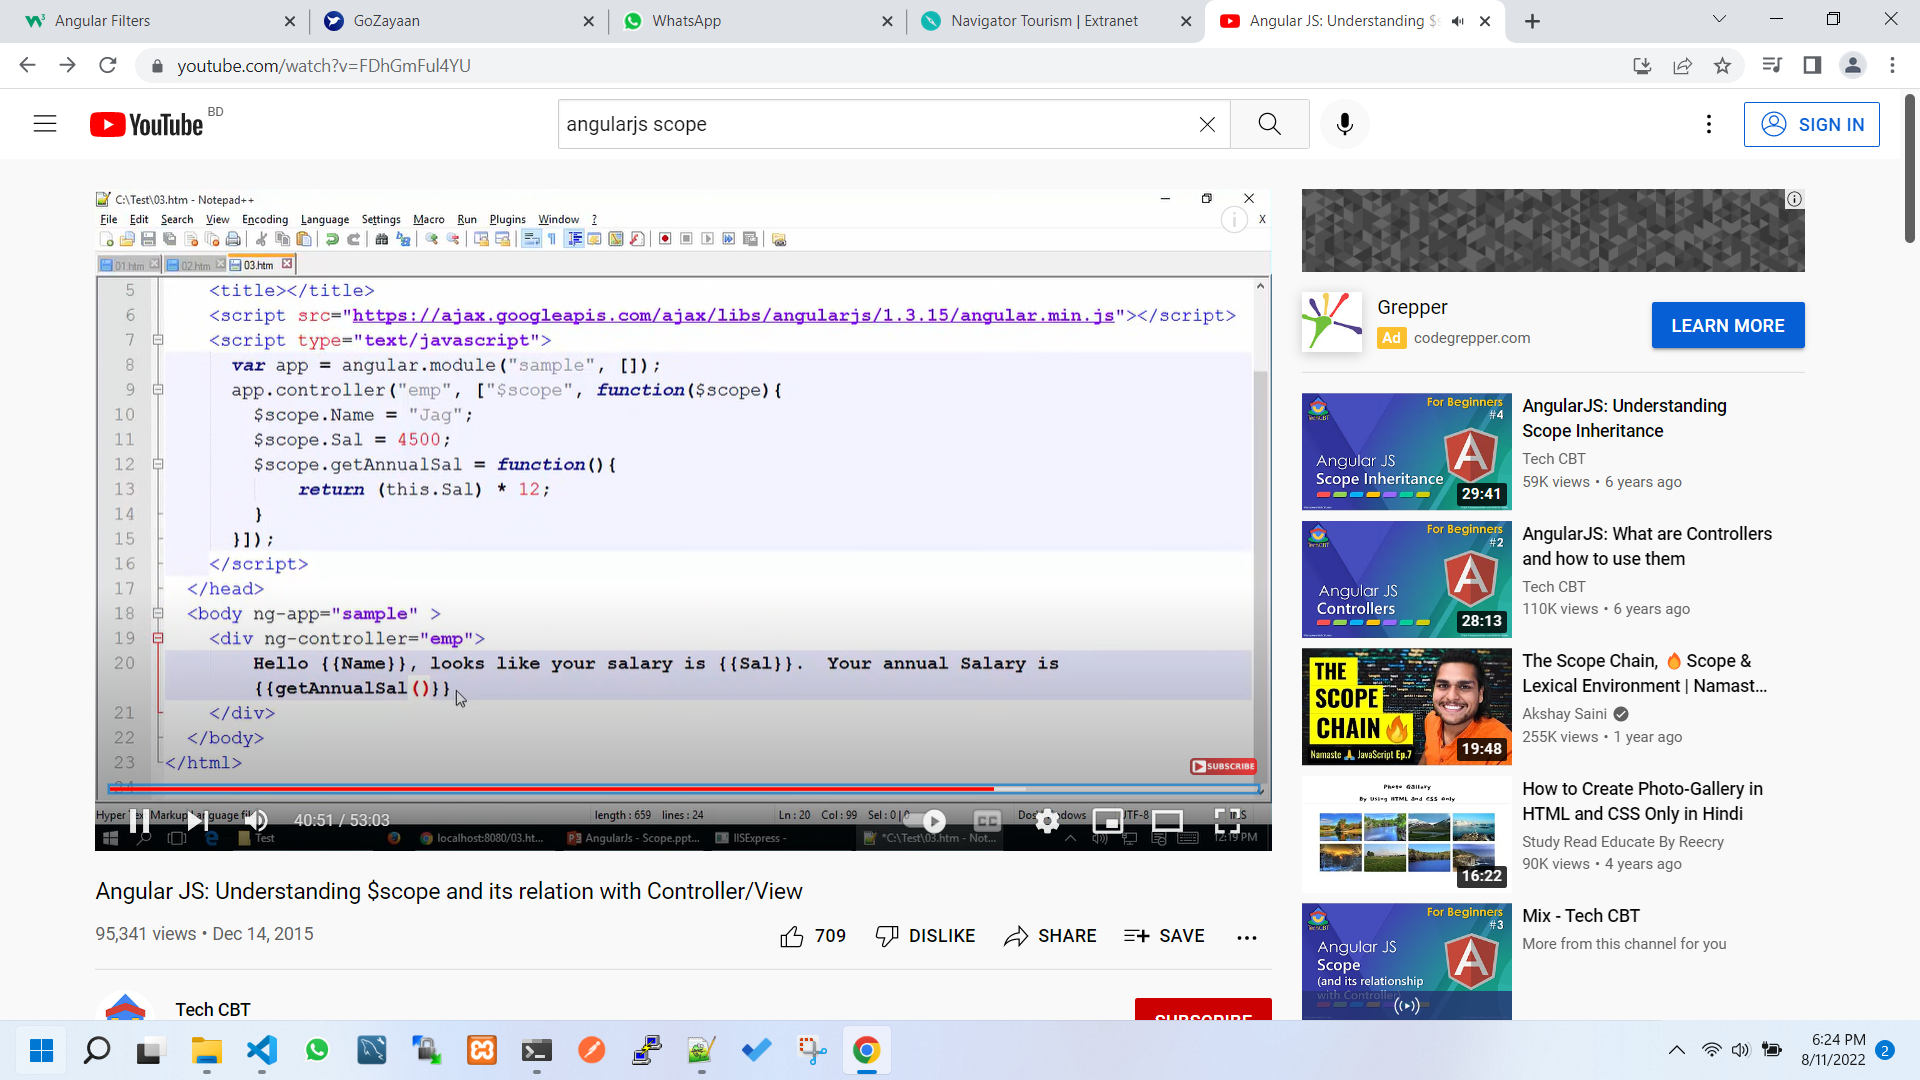 Angular Filters
GoZayaan
WhatsApp
Navigator Tourism | Extranet
Angular JS: Understanding $s
youtube.com/watch?v=FDhGmFul4YU
YouTube BD
angularjs scope
SIGN IN
C:\Test\03.htm - Notepad++
File Edit Search View Encoding Language Settings Macro Run Plugins Window ?
X
01.htm 02.htm 03.htm
5 <title></title>
6 <script src="https://ajax.googleapis.com/ajax/libs/angularjs/1.3.15/angular.min.js"></script>
7 <script type="text/javascript">
8 var app = angular.module("sample", []);
9 app.controller("emp", ["$scope", function($scope){
10 $scope.Name = "Jag";
11 $scope.Sal = 4500;
12 $scope.getAnnualSal = function(){
13 return (this.Sal) * 12;
14 }
15 }]);
16 </script>
17 </head>
18 <body ng-app="sample" >
19 <div ng-controller="emp">
20 Hello {{Name}}, looks like your salary is {{Sal}}.  Your annual Salary is
{{getAnnualSal()}}
21 </div>
22 </body>
23 </html>
24
SUBSCRIBE
length : 659 lines : 24
Ln : 20 Col : 99 Sel : 0 | 0
40:51 / 53:03
CC
Test
localhost:8080/03.ht...
AngularJs - Scope.ppt...
IISExpress -
*C:\Test\03.htm - Not...
12:19 PM
Angular JS: Understanding $scope and its relation with Controller/View
95,341 views • Dec 14, 2015
709
DISLIKE
SHARE
SAVE
Tech CBT
SUBSCRIBE
Grepper
Ad codegrepper.com
LEARN MORE
For Beginners
#4
Angular JS
Scope Inheritance
29:41
AngularJS: Understanding
Scope Inheritance
Tech CBT
59K views • 6 years ago
For Beginners
#2
Angular JS
Controllers
28:13
AngularJS: What are Controllers
and how to use them
Tech CBT
110K views • 6 years ago
THE
SCOPE
CHAIN🔥
Namaste 🙏 JavaScript Ep.7
19:48
The Scope Chain, 🔥 Scope &
Lexical Environment | Namast...
Akshay Saini
255K views • 1 year ago
Photo Gallery
By Using HTML and CSS Only
16:22
How to Create Photo-Gallery in
HTML and CSS Only in Hindi
Study Read Educate By Reecry
90K views • 4 years ago
For Beginners
#3
Angular JS
Scope
(and its relationship
with Controller
Mix - Tech CBT
More from this channel for you
6:24 PM
8/11/2022
2